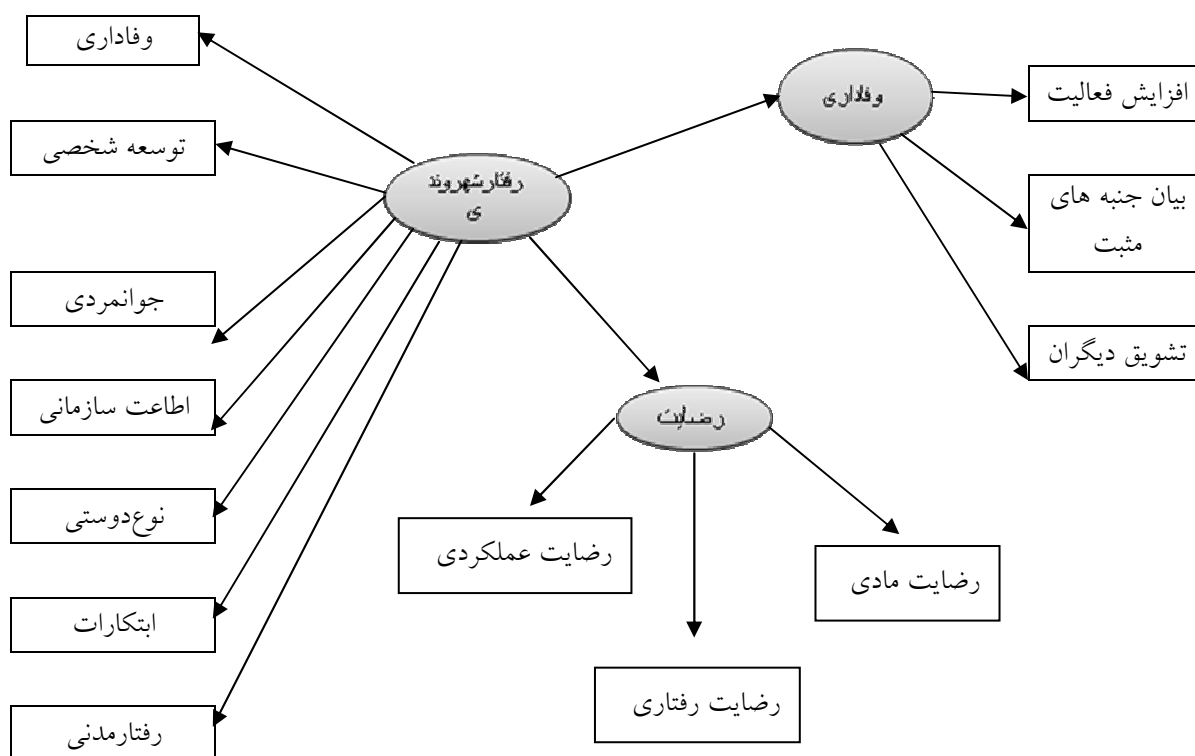 وفاداری
توسعه شخصی
جوانمردی
اطاعت سازمانی
نوع‌دوستی
ابتکارات
رفتارمدنی
رفتارشهروند
ی
وفاداری
افزایش فعالیت
بیان جنبه های
مثبت
تشویق دیگران
رضایت
رضایت عملکردی
رضایت رفتاری
رضایت مادی